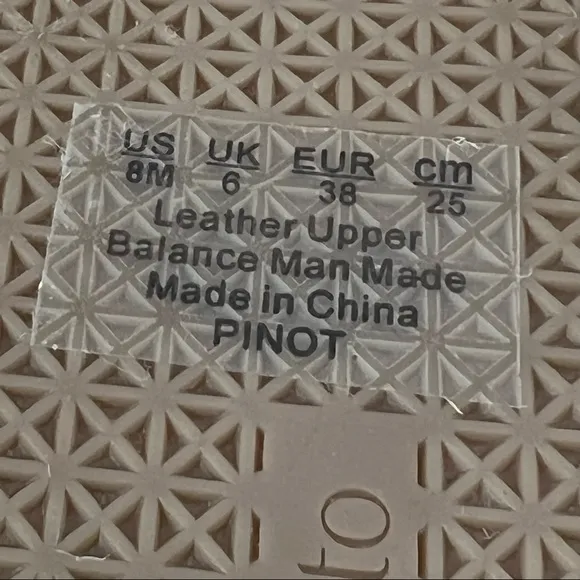 US UK EUR cm
8M 6 38 25
Leather Upper
Balance Man Made
Made in China
PINOT